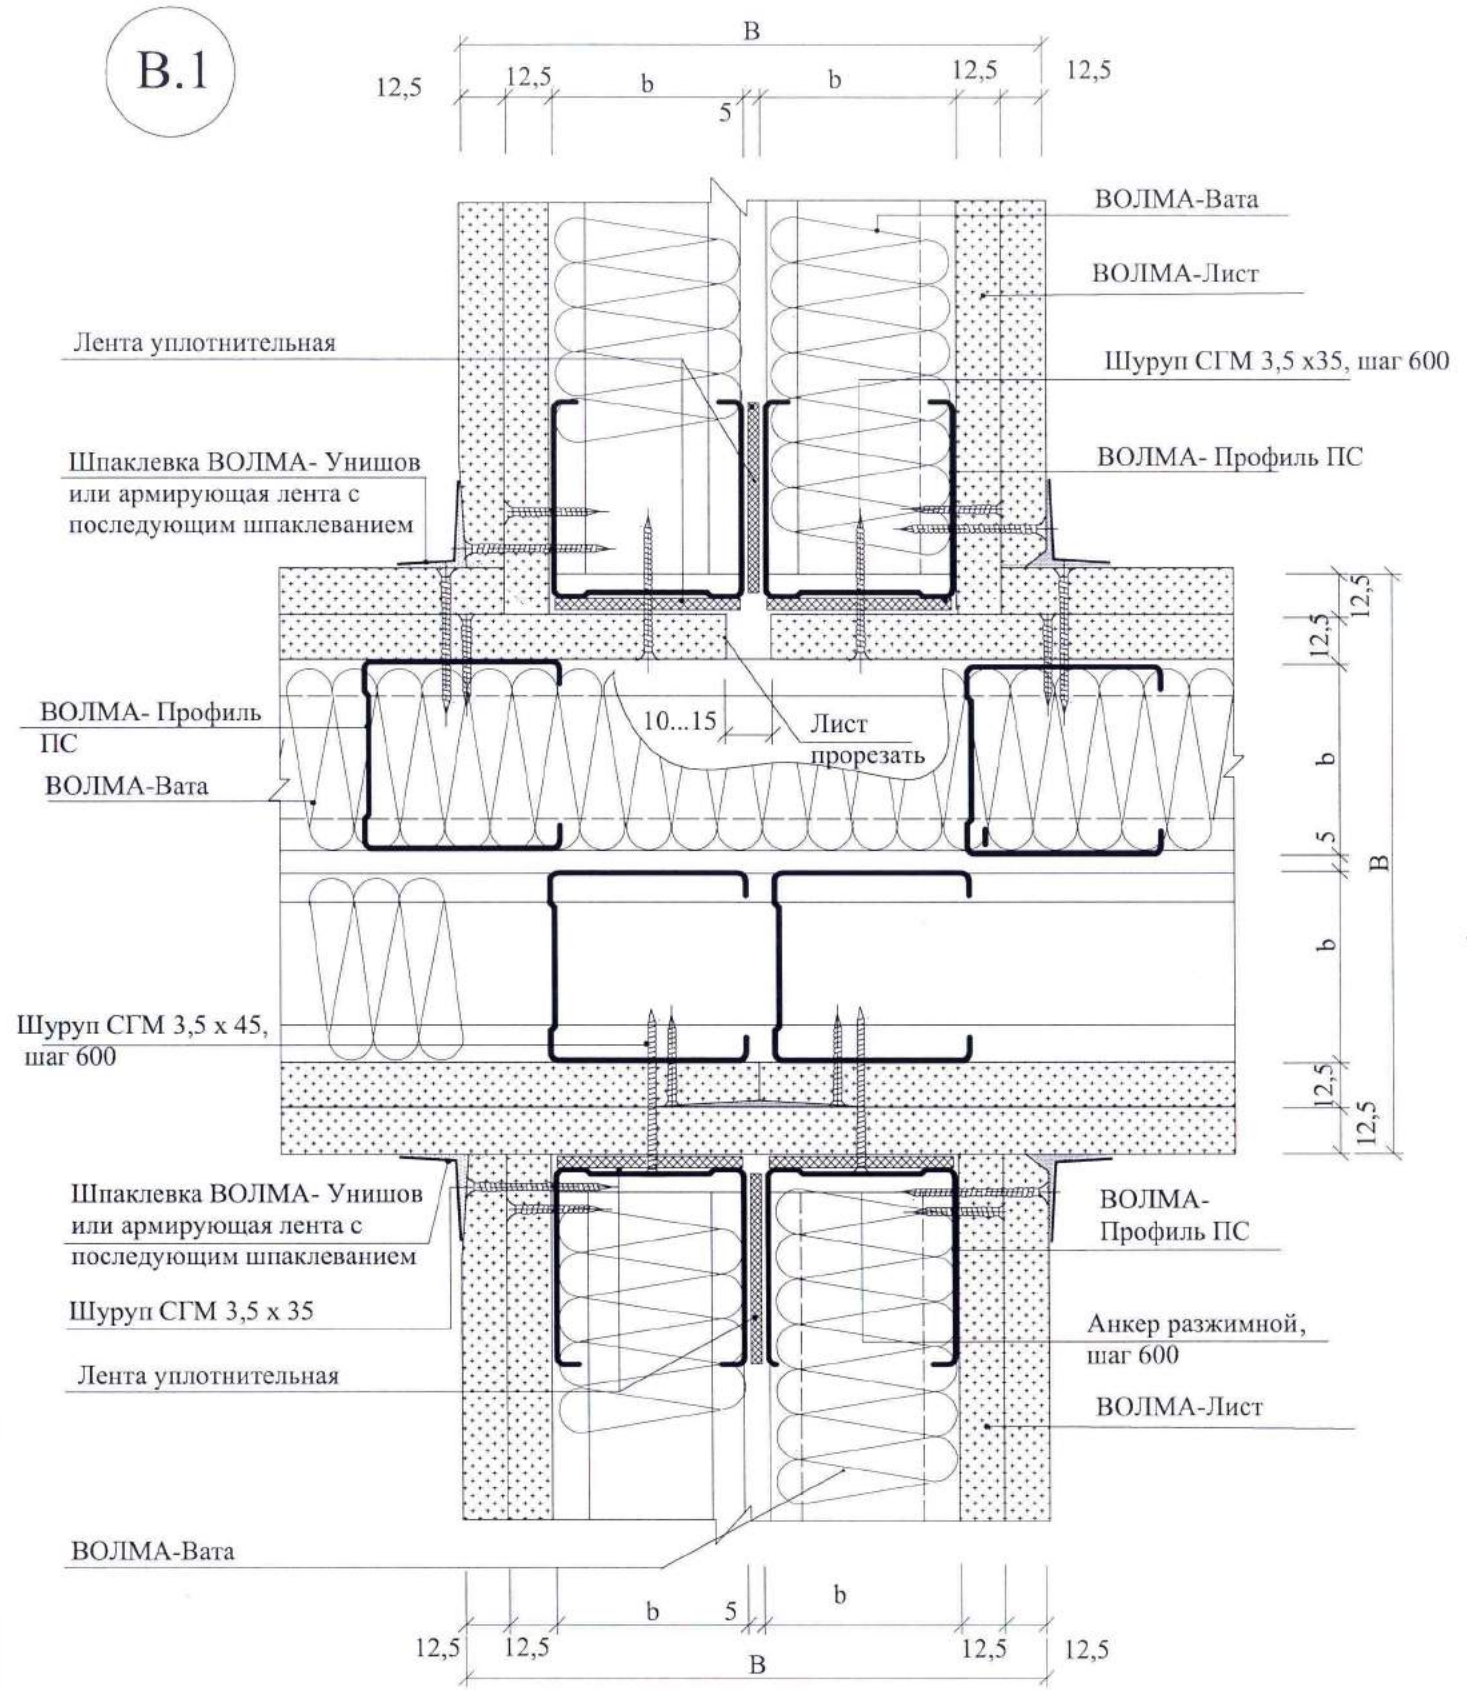 В.1
В
12,5
12,5
b
5
b
12,5
12,5
ВОЛМА-Вата
ВОЛМА-Лист
Лента уплотнительная
Шуруп СГМ 3,5 х35, шаг 600
Шпаклевка ВОЛМА- Унишов
или армирующая лента с
последующим шпаклеванием
ВОЛМА- Профиль ПС
12,5
12,5
ВОЛМА- Профиль
ПС
10...15
Лист
прорезать
ВОЛМА-Вата
b
5
В
b
Шуруп СГМ 3,5 х 45,
шаг 600
12,5
12,5
Шпаклевка ВОЛМА- Унишов
или армирующая лента с
последующим шпаклеванием
ВОЛМА-
Профиль ПС
Шуруп СГМ 3,5 х 35
Анкер разжимной,
шаг 600
Лента уплотнительная
ВОЛМА-Лист
ВОЛМА-Вата
b
5
b
12,5
12,5
12,5
12,5
В